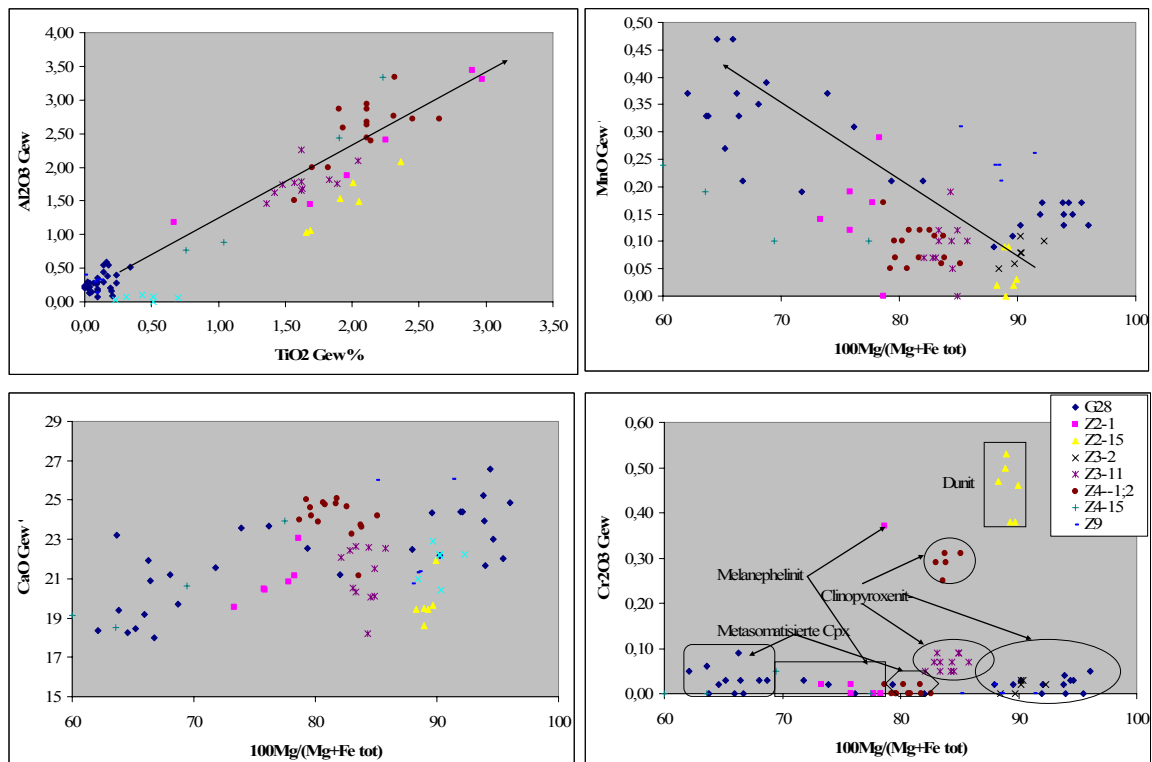 4,00
3,50
3,00
2,50
2,00
1,50
1,00
0,50
0,00
Al2O3 Gew
0,00 0,50 1,00 1,50 2,00 2,50 3,00 3,50
TiO2 Gew%
0,50
0,45
0,40
0,35
0,30
0,25
0,20
0,15
0,10
0,05
0,00
MnO Gew
60 70 80 90 100
100Mg/(Mg+Fe tot)
29
27
25
23
21
19
17
15
CaO Gew
60 70 80 90 100
100Mg/(Mg+Fe tot)
0,60
0,50
0,40
0,30
0,20
0,10
0,00
Cr2O3 Gew
60 70 80 90 100
100Mg/(Mg+Fe tot)
G28
Z2-1
Z2-15
Z3-2
Z3-11
Z4--1;2
Z4-15
Z9
Dunit
Melanephelinit
Clinopyroxenit
Metasomatisierte Cpx